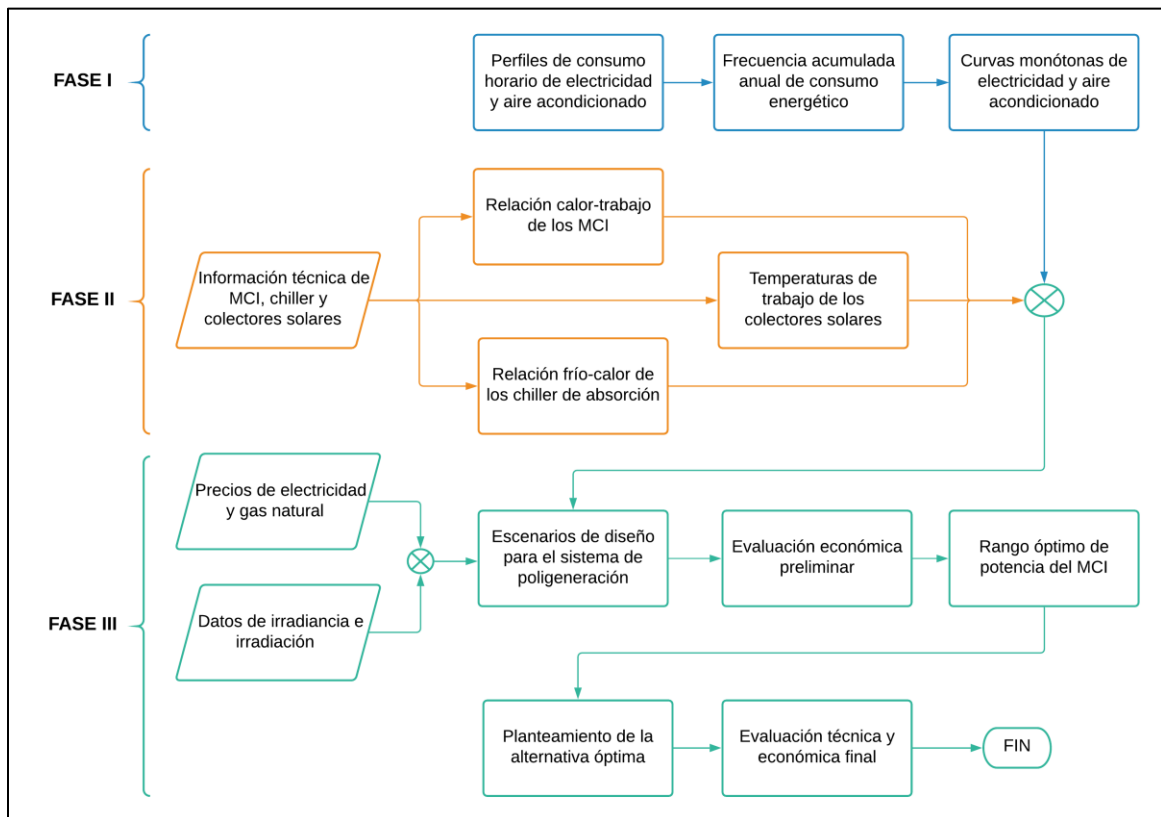 FASE I
Perfiles de consumo
horario de electricidad
y aire acondicionado
Frecuencia acumulada
anual de consumo
energético
Curvas monótonas de
electricidad y aire
acondicionado
FASE II
Información técnica de
MCI, chiller y
colectores solares
Relación calor-trabajo
de los MCI
Temperaturas de
trabajo de los
colectores solares
Relación frío-calor de
los chiller de absorción
FASE III
Precios de electricidad
y gas natural
Datos de irradiancia e
irradiación
Escenarios de diseño
para el sistema de
poligeneración
Evaluación económica
preliminar
Rango óptimo de
potencia del MCI
Planteamiento de la
alternativa óptima
Evaluación técnica y
económica final
FIN